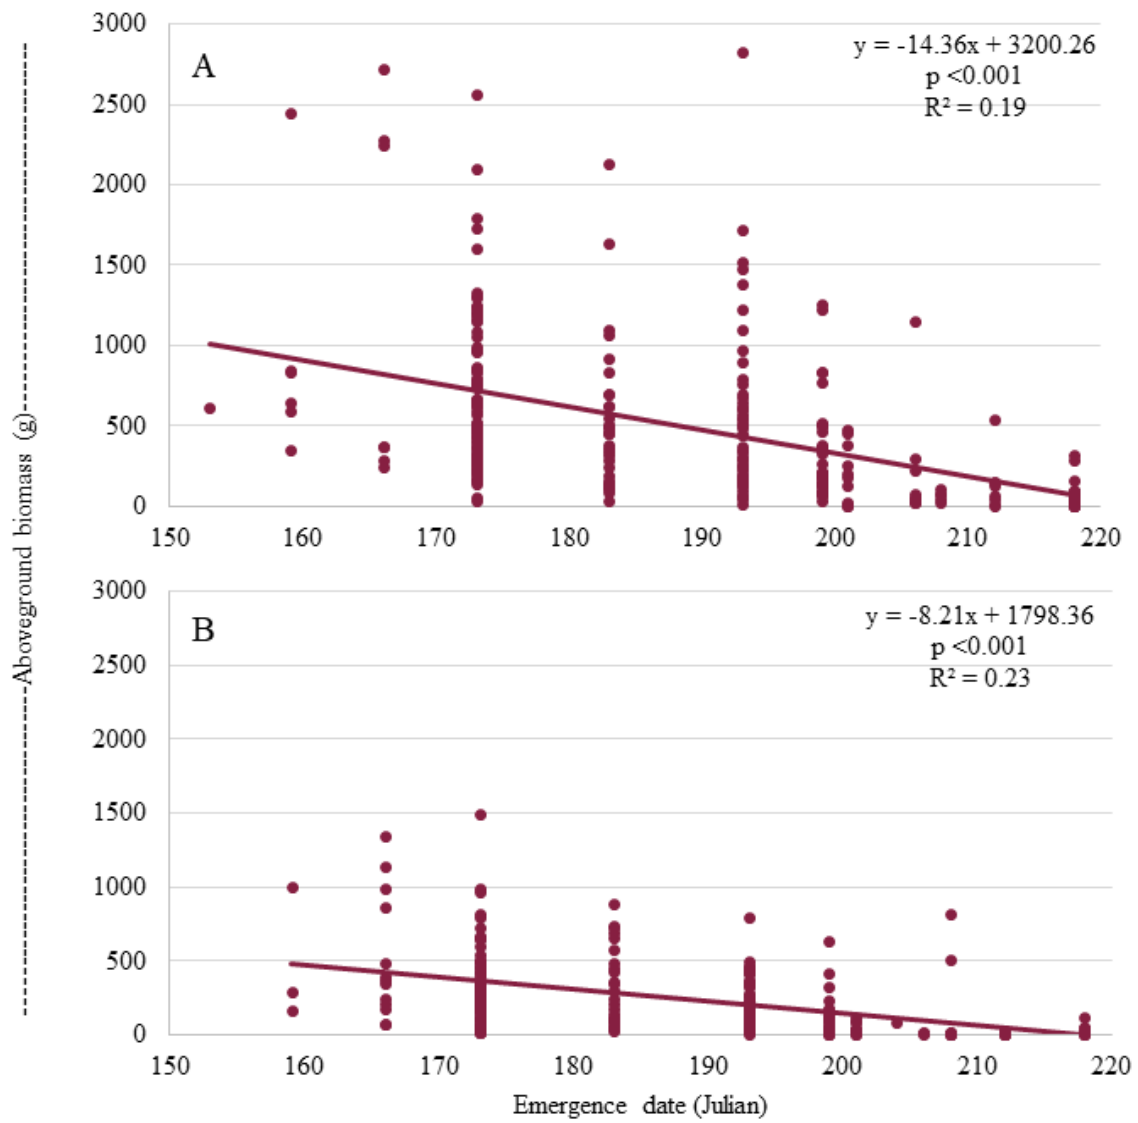 3000
2500
2000
1500
1000
500
0
A
y = -14.36x + 3200.26
p <0.001
R² = 0.19
150 160 170 180 190 200 210 220
Aboveground biomass (g)
3000
2500
2000
1500
1000
500
0
B
y = -8.21x + 1798.36
p <0.001
R² = 0.23
150 160 170 180 190 200 210 220
Emergence date (Julian)